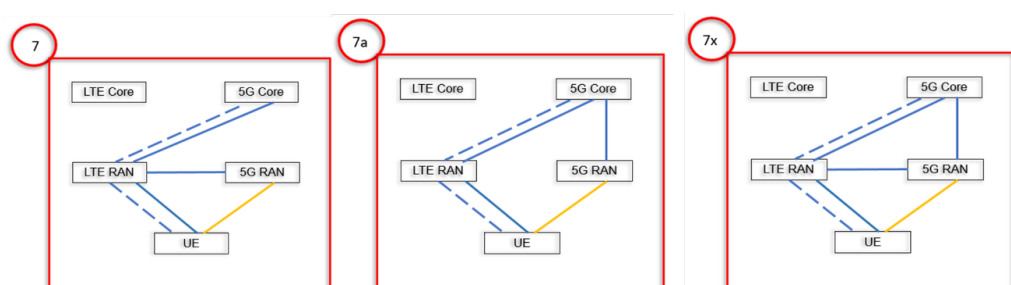 7
LTE Core
5G Core
LTE RAN
5G RAN
UE
7a
LTE Core
5G Core
LTE RAN
5G RAN
UE
7x
LTE Core
5G Core
LTE RAN
5G RAN
UE